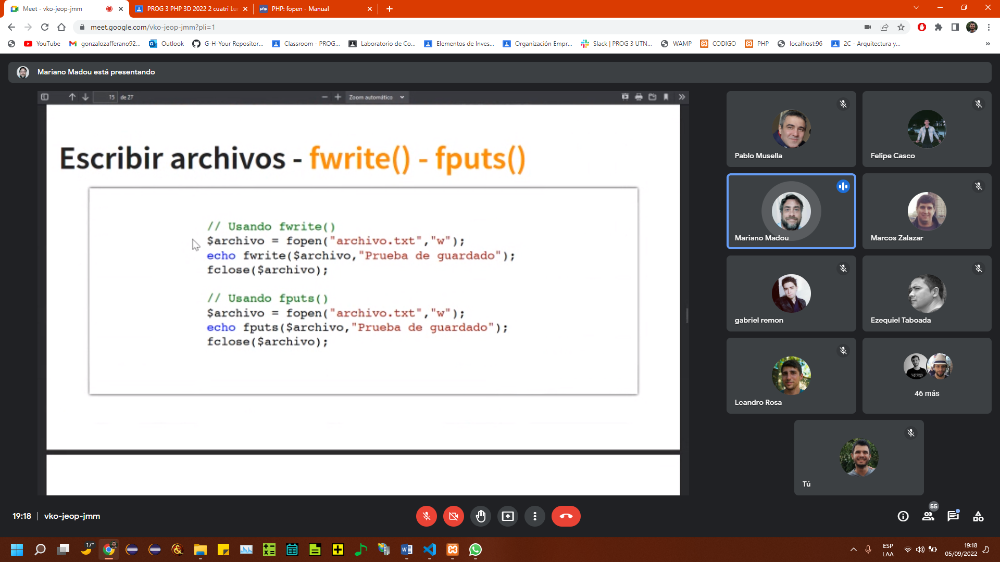 Meet - vko-jeop-jmm
PROG 3 PHP 3D 2022 2 cuatri Lu
php PHP: fopen - Manual
meet.google.com/vko-jeop-jmm?pli=1
YouTube
gonzalozafferano92...
Outlook
G-H-Your Repositor...
Classroom - PROG...
Laboratorio de Co...
Elementos de Inves...
Organización Empr...
Slack | PROG 3 UTN...
WAMP
CODIGO
PHP
localhost:96
2C - Arquitectura y...
Mariano Madou está presentando
15 de 27
Zoom automático
Escribir archivos - fwrite() - fputs()
// Usando fwrite()
$archivo = fopen("archivo.txt","w");
echo fwrite($archivo,"Prueba de guardado");
fclose($archivo);
// Usando fputs()
$archivo = fopen("archivo.txt","w");
echo fputs($archivo,"Prueba de guardado");
fclose($archivo);
Pablo Musella
Felipe Casco
Mariano Madou
Marcos Zalazar
gabriel remon
Ezequiel Taboada
Leandro Rosa
46 más
Tú
19:18 | vko-jeop-jmm
55
17°
ESP
LAA
19:18
05/09/2022